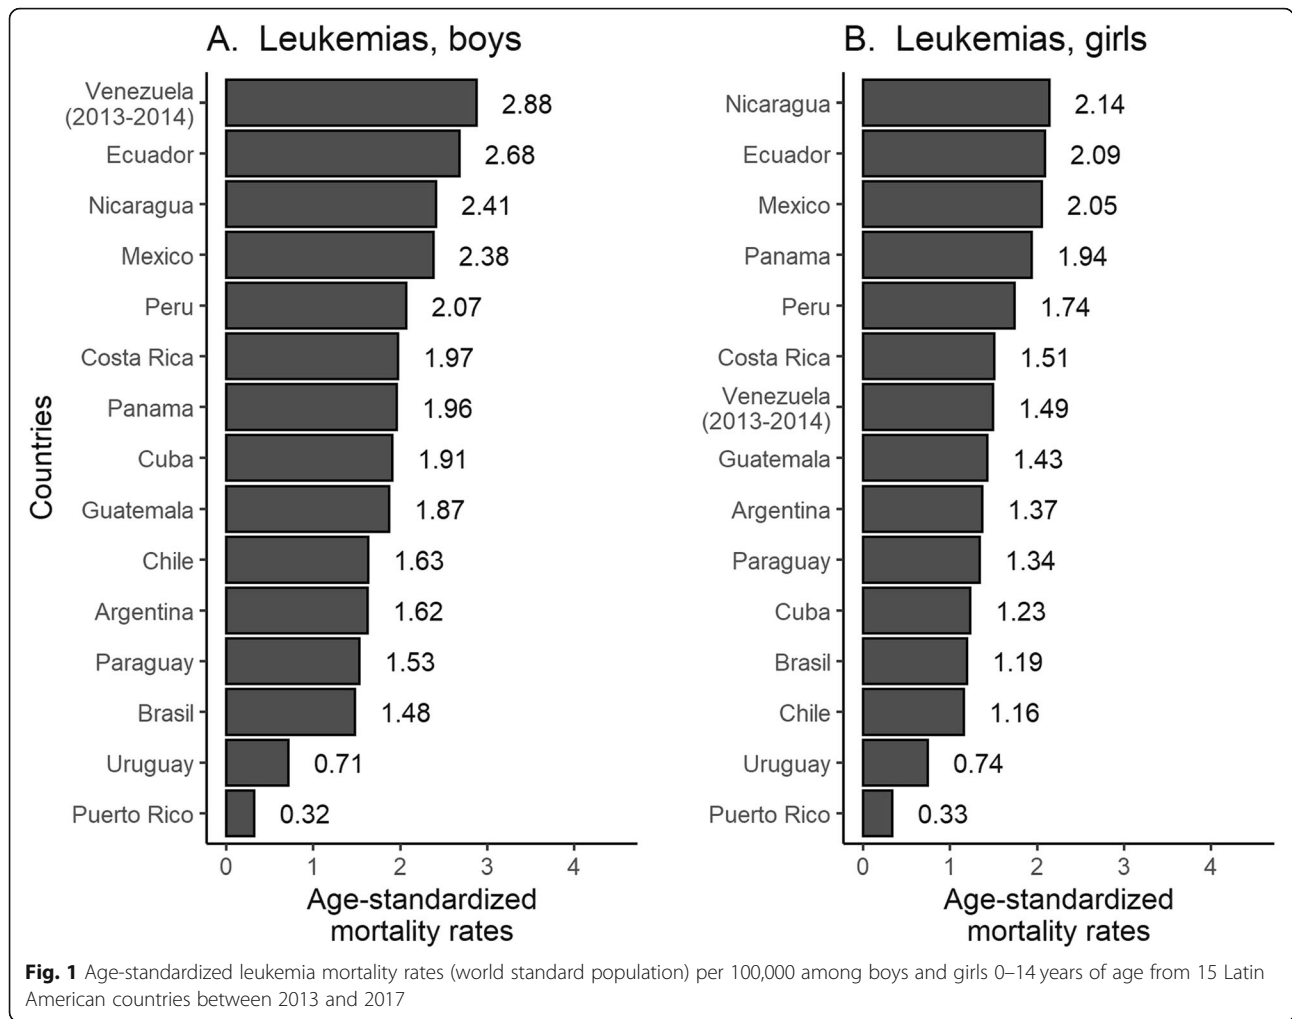 A. Leukemias, boys
Countries
Venezuela
(2013-2014)
2.88
Ecuador
2.68
Nicaragua
2.41
Mexico
2.38
Peru
2.07
Costa Rica
1.97
Panama
1.96
Cuba
1.91
Guatemala
1.87
Chile
1.63
Argentina
1.62
Paraguay
1.53
Brasil
1.48
Uruguay
0.71
Puerto Rico
0.32
0 1 2 3 4
Age-standardized
mortality rates
B. Leukemias, girls
Nicaragua
2.14
Ecuador
2.09
Mexico
2.05
Panama
1.94
Peru
1.74
Costa Rica
1.51
Venezuela
(2013-2014)
1.49
Guatemala
1.43
Argentina
1.37
Paraguay
1.34
Cuba
1.23
Brasil
1.19
Chile
1.16
Uruguay
0.74
Puerto Rico
0.33
0 1 2 3 4
Age-standardized
mortality rates
Fig. 1 Age-standardized leukemia mortality rates (world standard population) per 100,000 among boys and girls 0–14 years of age from 15 Latin
American countries between 2013 and 2017